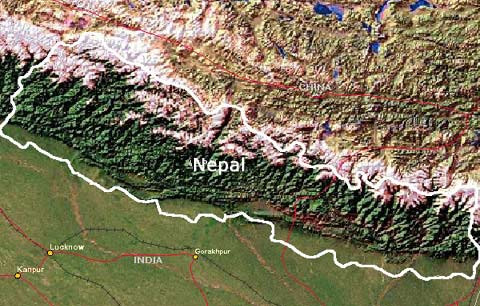 CHINA
Nepal
Lucknow
Gorakhpur
INDIA
Kanpur